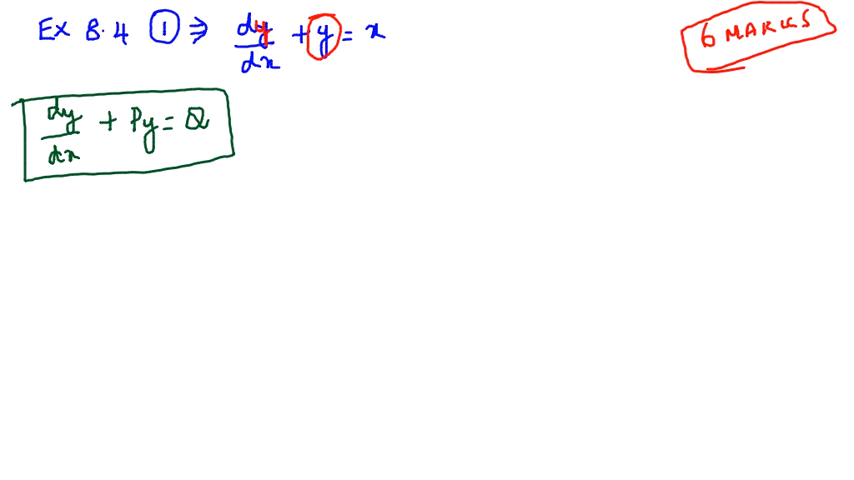 Ex 8.4 ① ⇒ dy/dx + y = x
6 MARKS
dy/dx + Py = Q